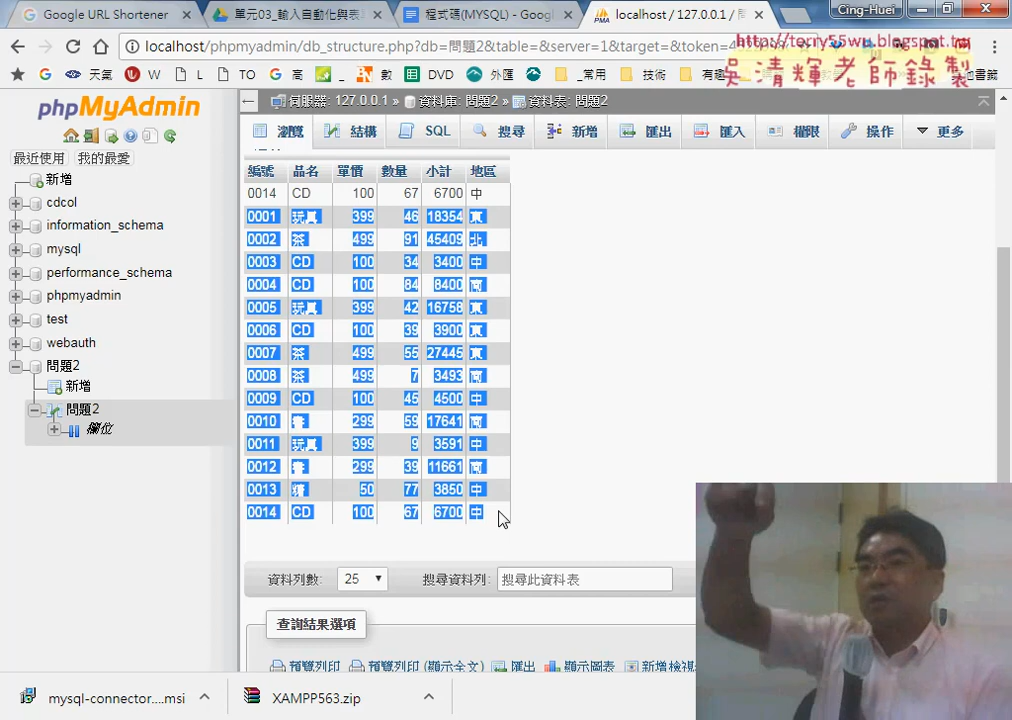 Google URL Shortener
單元03_輸入自動化與表
程式碼(MYSQL) - Googl
localhost / 127.0.0.1 / 問
Cing-Huei
localhost/phpmyadmin/db_structure.php?db=問題2&table=&server=1&target=&token=4
http://terry55wu.blogspot.tw
吳清輝老師錄製
天氣
W
L
TO
高
數
DVD
外匯
_常用
技術
有趣
書籤
phpMyAdmin
伺服器: 127.0.0.1 » 資料庫: 問題2 » 資料表: 問題2
瀏覽 結構 SQL 搜尋 新增 匯出 匯入 權限 操作 更多
最近使用 我的最愛
新增
cdcol
information_schema
mysql
performance_schema
phpmyadmin
test
webauth
問題2
新增
問題2
欄位
編號 品名 單價 數量 小計 地區
0014 CD 100 67 6700 中
0001 玩具 399 46 18354 東
0002 茶 499 91 45409 北
0003 CD 100 34 3400 中
0004 CD 100 84 8400 南
0005 玩具 399 42 16758 東
0006 CD 100 39 3900 東
0007 茶 499 55 27445 東
0008 茶 499 7 3493 南
0009 CD 100 45 4500 中
0010 書 299 59 17641 南
0011 玩具 399 9 3591 中
0012 書 299 39 11661 南
0013 糖 50 77 3850 中
0014 CD 100 67 6700 中
資料列數: 25 搜尋資料列: 搜尋此資料表
查詢結果選項
預覽列印 預覽列印 (顯示全文) 匯出 顯示圖表 新增檢視
mysql-connector....msi
XAMPP563.zip